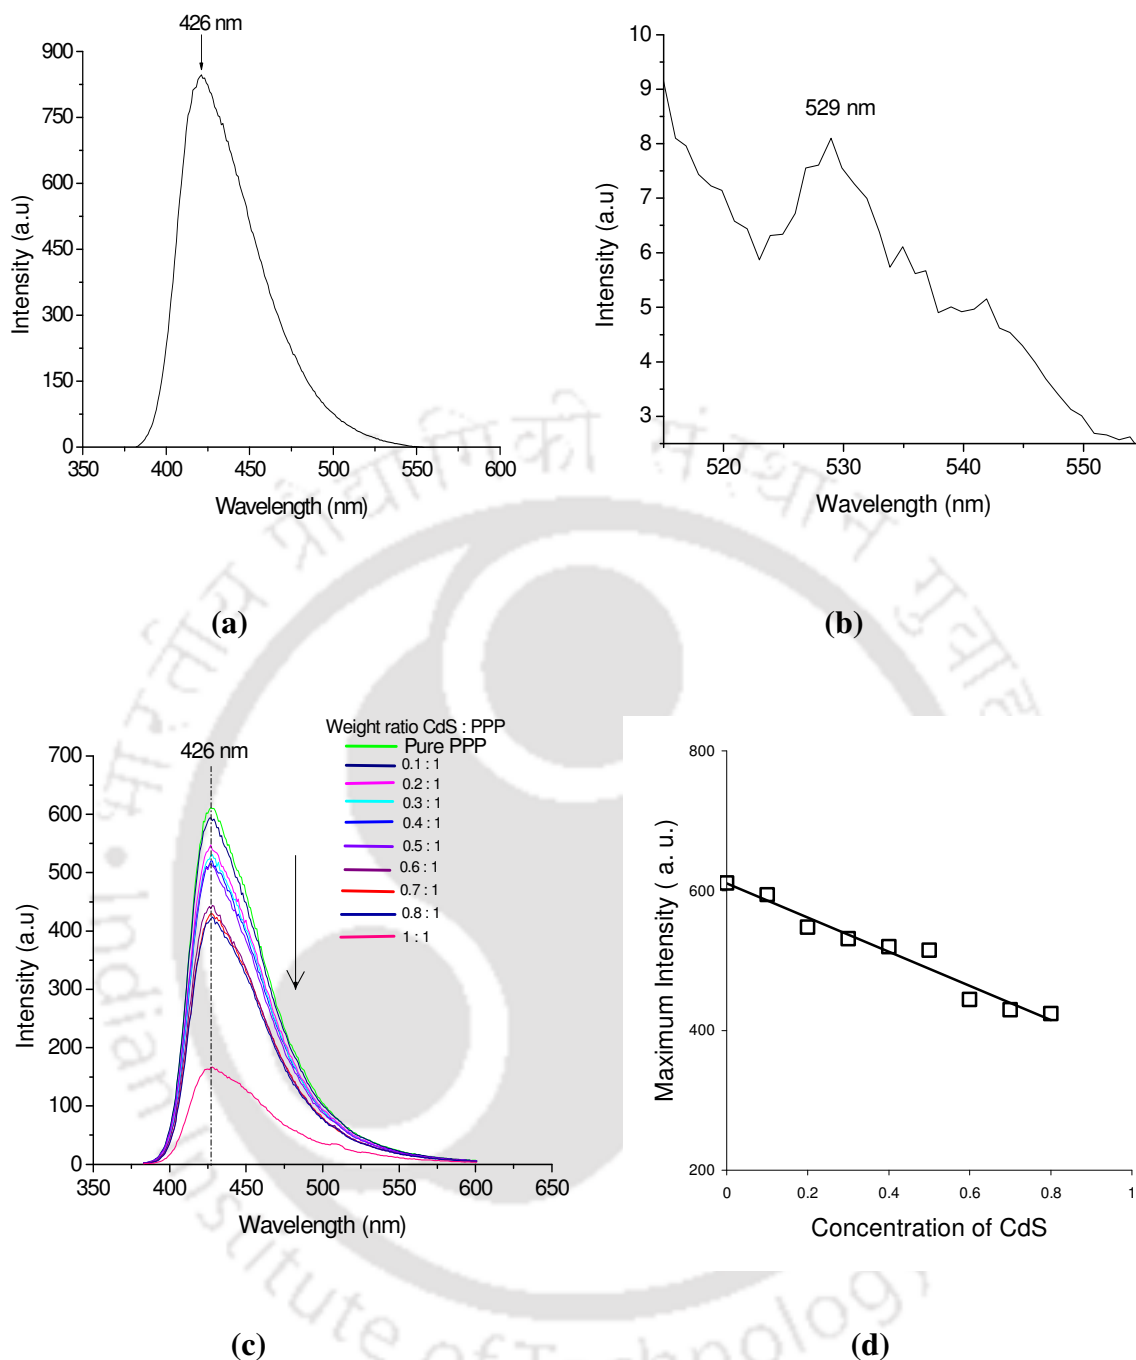 426 nm
900
750
600
450
300
150
0
350 400 450 500 550 600
Intensity (a.u)
Wavelength (nm)
(a)
529 nm
10
9
8
7
6
5
4
3
520 530 540 550
Intensity (a.u)
Wavelength (nm)
(b)
Weight ratio CdS : PPP
426 nm
Pure PPP
0.1 : 1
0.2 : 1
0.3 : 1
0.4 : 1
0.5 : 1
0.6 : 1
0.7 : 1
0.8 : 1
1 : 1
700
600
500
400
300
200
100
0
350 400 450 500 550 600 650
Intensity (a.u)
Wavelength (nm)
(c)
800
600
400
200
0 0.2 0.4 0.6 0.8 1
Maximum Intensity ( a. u.)
Concentration of CdS
(d)
Indian Institute of Technology